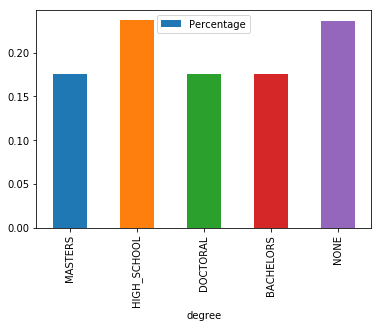 Percentage
0.20
0.15
0.10
0.05
0.00
MASTERS
HIGH_SCHOOL
DOCTORAL
BACHELORS
NONE
degree